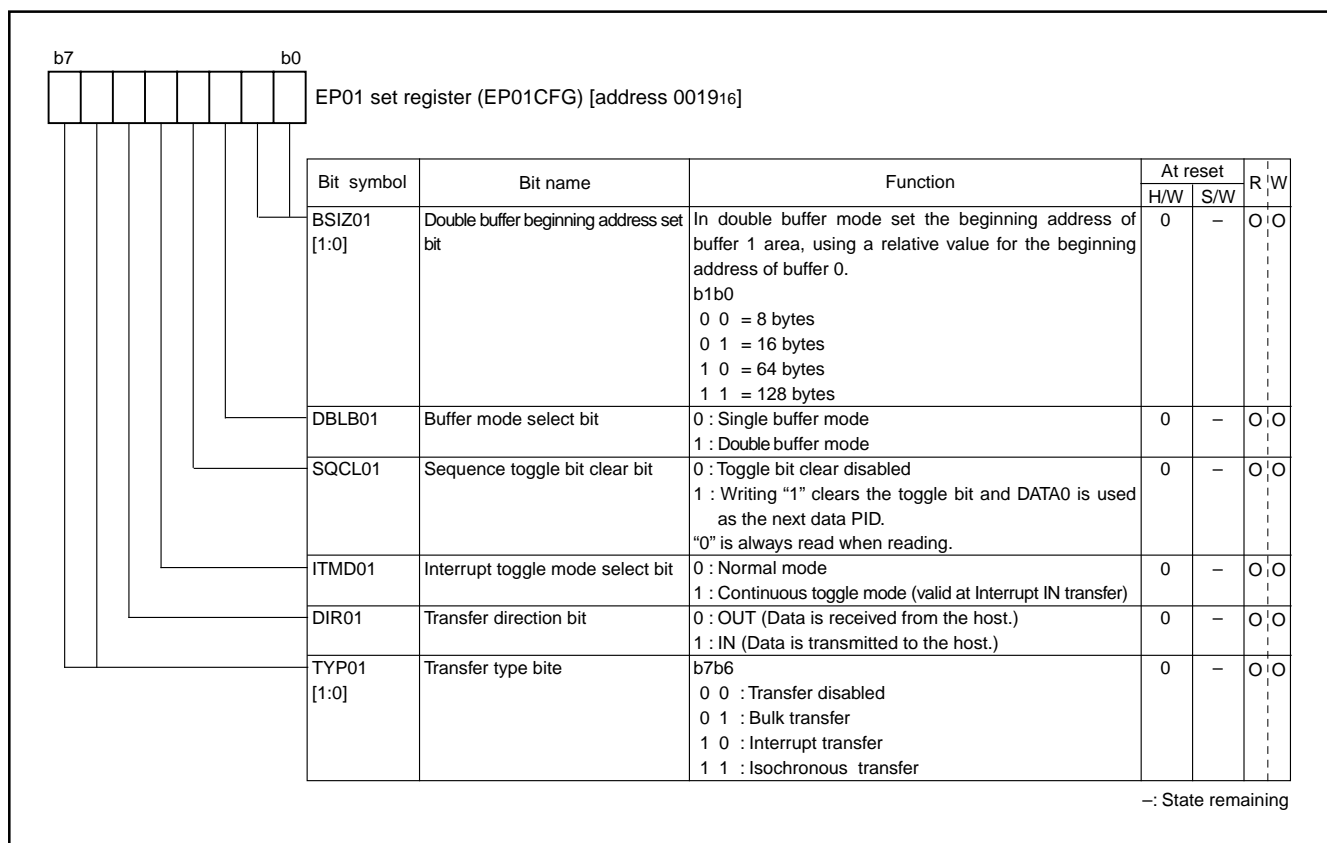 b7 b0
EP01 set register (EP01CFG) [address 001916]
Bit symbol Bit name Function At reset R W
H/W S/W
BSIZ01 Double buffer beginning address set In double buffer mode set the beginning address of 0 – O O
[1:0] bit buffer 1 area, using a relative value for the beginning
address of buffer 0.
b1b0
0 0 = 8 bytes
0 1 = 16 bytes
1 0 = 64 bytes
1 1 = 128 bytes
DBLB01 Buffer mode select bit 0 : Single buffer mode 0 – O O
1 : Double buffer mode
SQCL01 Sequence toggle bit clear bit 0 : Toggle bit clear disabled 0 – O O
1 : Writing “1” clears the toggle bit and DATA0 is used
as the next data PID.
“0” is always read when reading.
ITMD01 Interrupt toggle mode select bit 0 : Normal mode 0 – O O
1 : Continuous toggle mode (valid at Interrupt IN transfer)
DIR01 Transfer direction bit 0 : OUT (Data is received from the host.) 0 – O O
1 : IN (Data is transmitted to the host.)
TYP01 Transfer type bite b7b6 0 – O O
[1:0] 0 0 : Transfer disabled
0 1 : Bulk transfer
1 0 : Interrupt transfer
1 1 : Isochronous transfer
–: State remaining